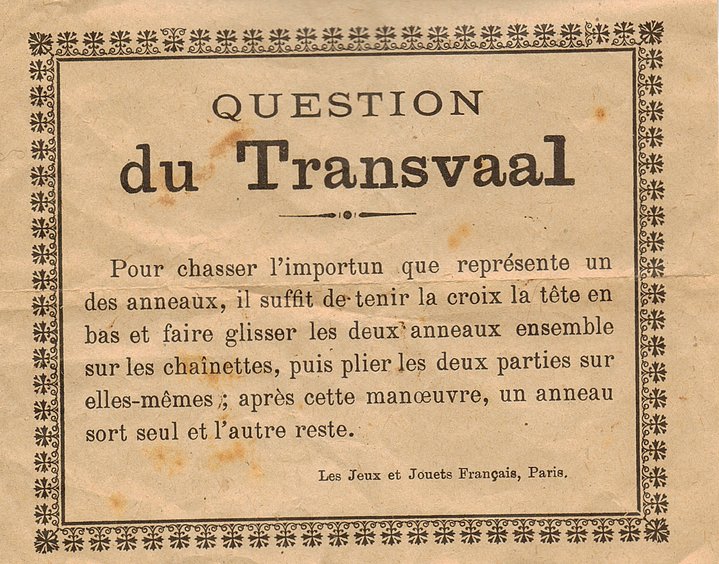 QUESTION
du Transvaal
Pour chasser l'importun que représente un
des anneaux, il suffit de tenir la croix la tête en
bas et faire glisser les deux anneaux ensemble
sur les chaînettes, puis plier les deux parties sur
elles-mêmes ; après cette manœuvre, un anneau
sort seul et l'autre reste.
Les Jeux et Jouets Français, Paris.